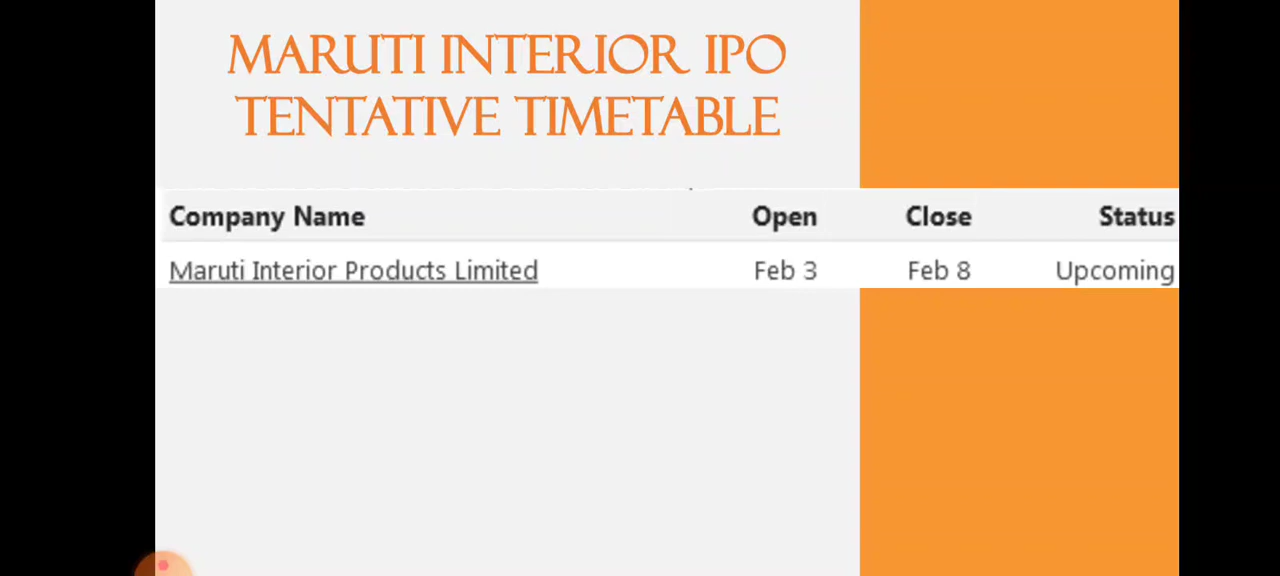 MARUTI INTERIOR IPO
TENTATIVE TIMETABLE
Company Name Open Close Status
Maruti Interior Products Limited Feb 3 Feb 8 Upcoming